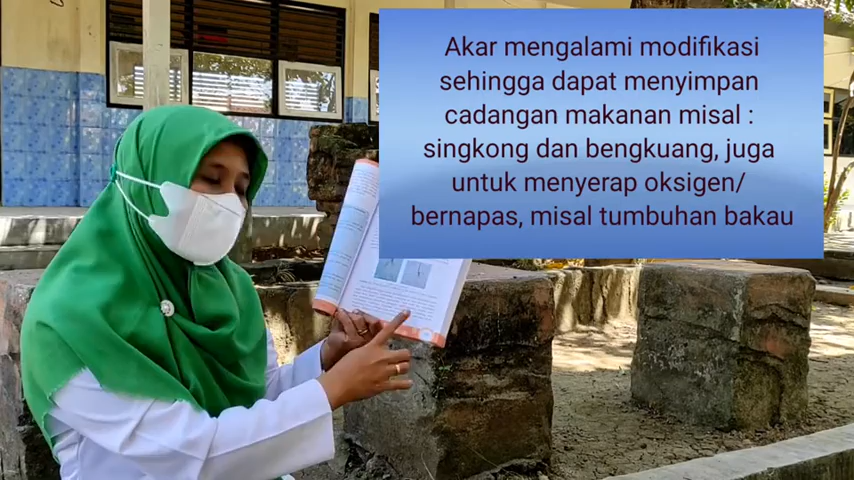 Akar mengalami modifikasi
sehingga dapat menyimpan
cadangan makanan misal :
singkong dan bengkuang, juga
untuk menyerap oksigen/
bernapas, misal tumbuhan bakau